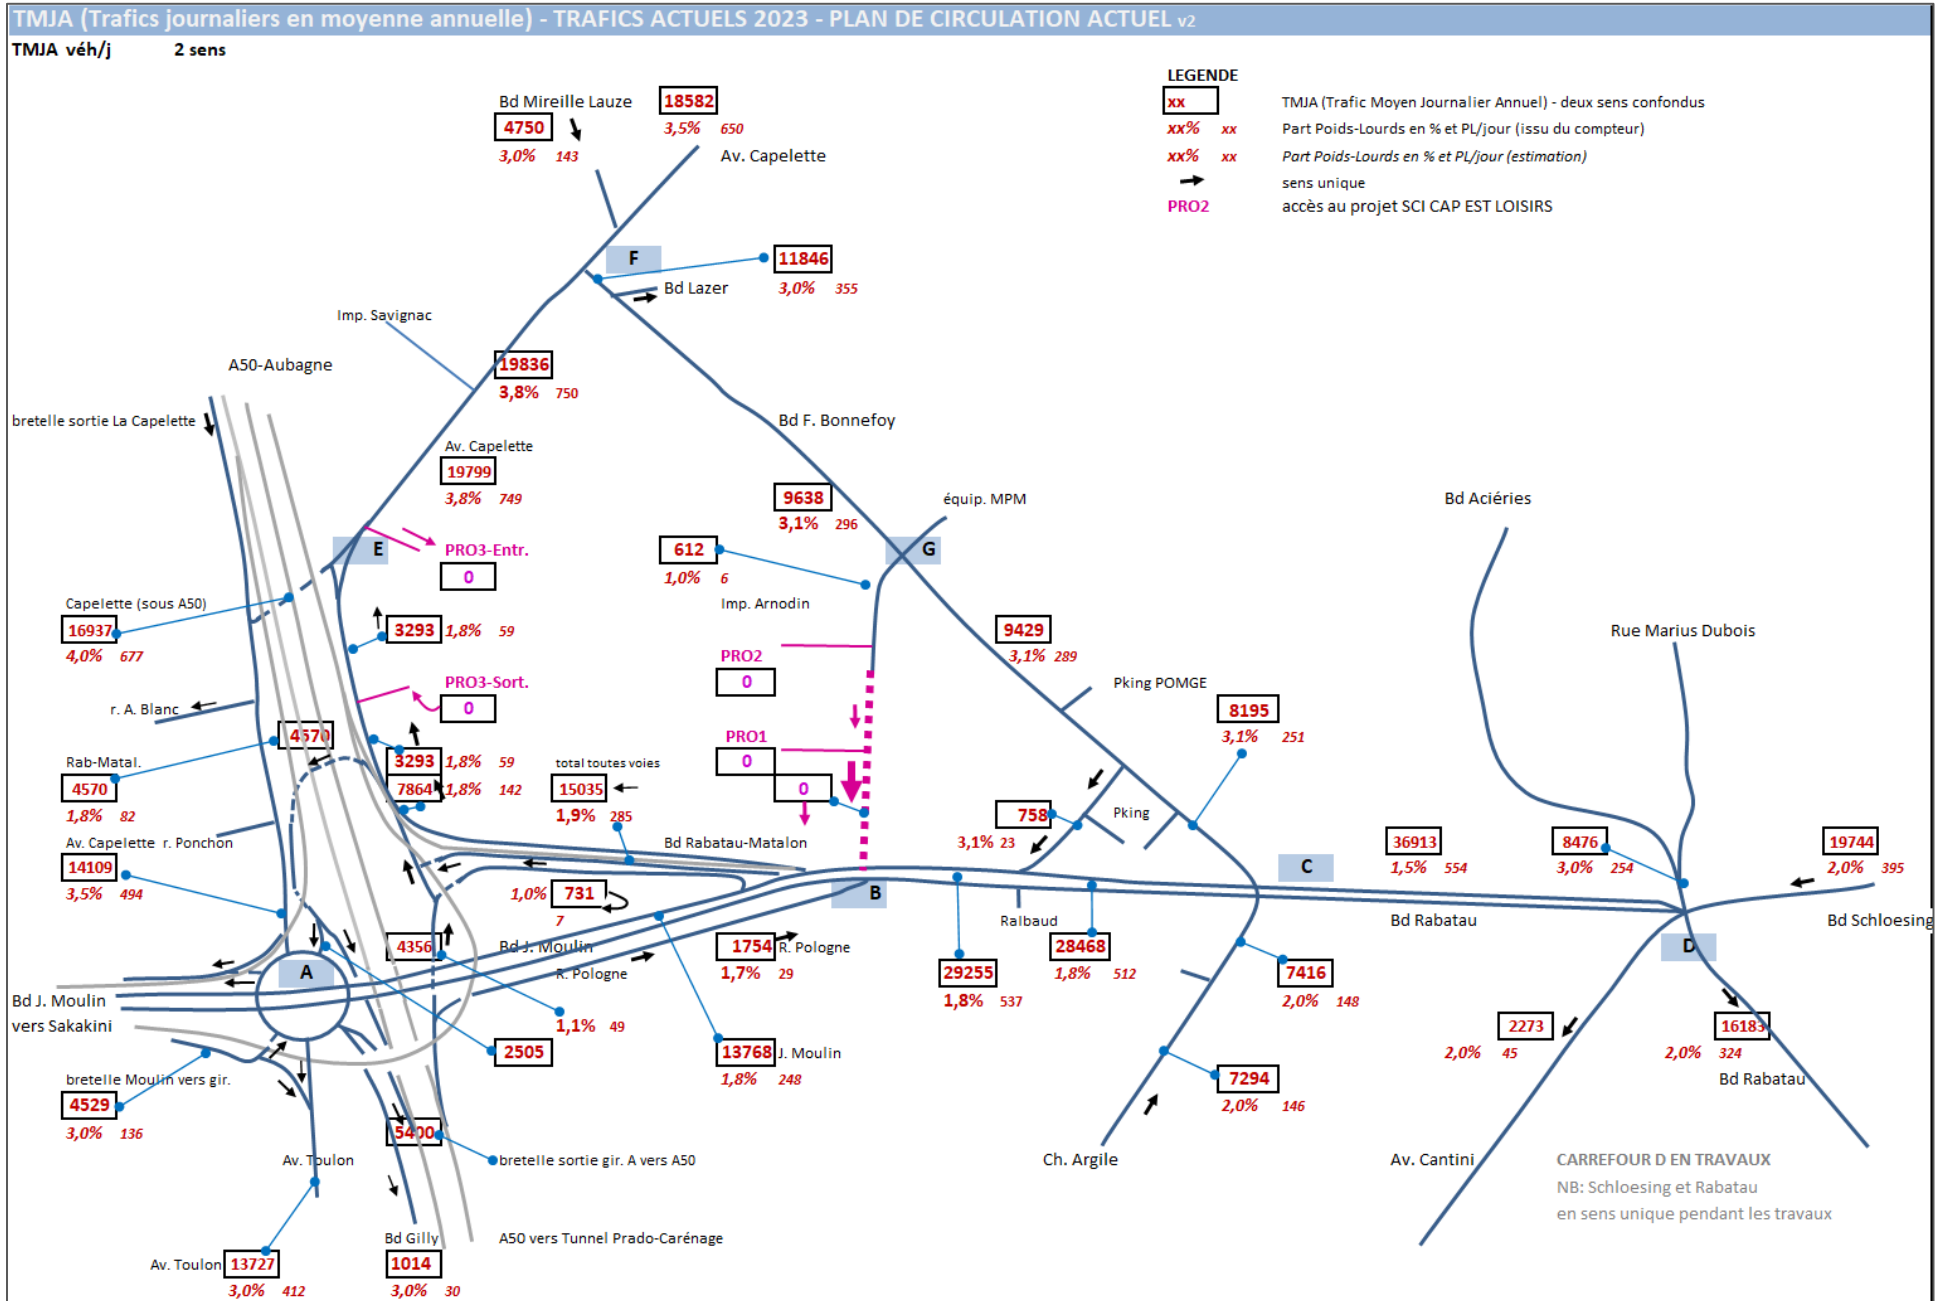 TMJA (Trafics journaliers en moyenne annuelle) - TRAFICS ACTUELS 2023 - PLAN DE CIRCULATION ACTUEL v2
TMJA véh/j 2 sens
LEGENDE
xx TMJA (Trafic Moyen Journalier Annuel) - deux sens confondus
xx% xx Part Poids-Lourds en % et PL/jour (issu du compteur)
xx% xx Part Poids-Lourds en % et PL/jour (estimation)
sens unique
PRO2 accès au projet SCI CAP EST LOISIRS
Bd Mireille Lauze
4750
3,0% 143
18582
3,5% 650
Av. Capelette
F
11846
3,0% 355
Bd Lazer
Imp. Savignac
19836
3,8% 750
A50-Aubagne
bretelle sortie La Capelette
Bd F. Bonnefoy
Av. Capelette
19799
3,8% 749
9638
3,1% 296
équip. MPM
Bd Aciéries
E
PRO3-Entr.
0
612
1,0% 6
Imp. Arnodin
G
Capelette (sous A50)
16937
4,0% 677
3293 1,8% 59
9429
3,1% 289
Rue Marius Dubois
PRO2
0
PRO3-Sort.
0
Pking POMGE
r. A. Blanc
8195
3,1% 251
4570
PRO1
0
0
Rab-Matal.
4570
1,8% 82
3293 1,8% 59
7864 1,8% 142
total toutes voies
15035
1,9% 285
758
3,1% 23
Pking
Av. Capelette r. Ponchon
14109
3,5% 494
Bd Rabatau-Matalon
36913
1,5% 554
8476
3,0% 254
19744
2,0% 395
C
B
1,0% 731
7
Ralbaud
Bd Rabatau
Bd Schloesing
4356
Bd J. Moulin
R. Pologne
1754 R. Pologne
1,7% 29
28468
1,8% 512
D
A
29255
1,8% 537
7416
2,0% 148
Bd J. Moulin
vers Sakakini
1,1% 49
2505
13768 J. Moulin
1,8% 248
2273
2,0% 45
16183
2,0% 324
Bd Rabatau
bretelle Moulin vers gir.
4529
3,0% 136
7294
2,0% 146
5400
Av. Toulon
bretelle sortie gir. A vers A50
Ch. Argile
Av. Cantini
CARREFOUR D EN TRAVAUX
NB: Schloesing et Rabatau
en sens unique pendant les travaux
Bd Gilly
A50 vers Tunnel Prado-Carénage
Av. Toulon 13727
3,0% 412
1014
3,0% 30